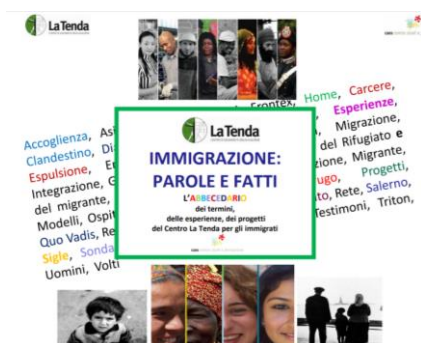 La Tenda
Frontex, Home, Carcere,
Accoglienza, Esperienze,
Clandestino, Migrazione,
Espulsione, del Rifugiato e
Integrazione, Migrante,
del migrante, Progetti,
Modelli, Rete, Salerno,
Quo Vadis, Testimoni, Triton,
Sigle,
Uomini, Volti
La Tenda
IMMIGRAZIONE:
PAROLE E FATTI
L'ABBECEDARIO
dei termini,
delle esperienze, dei progetti
del Centro La Tenda per gli immigrati